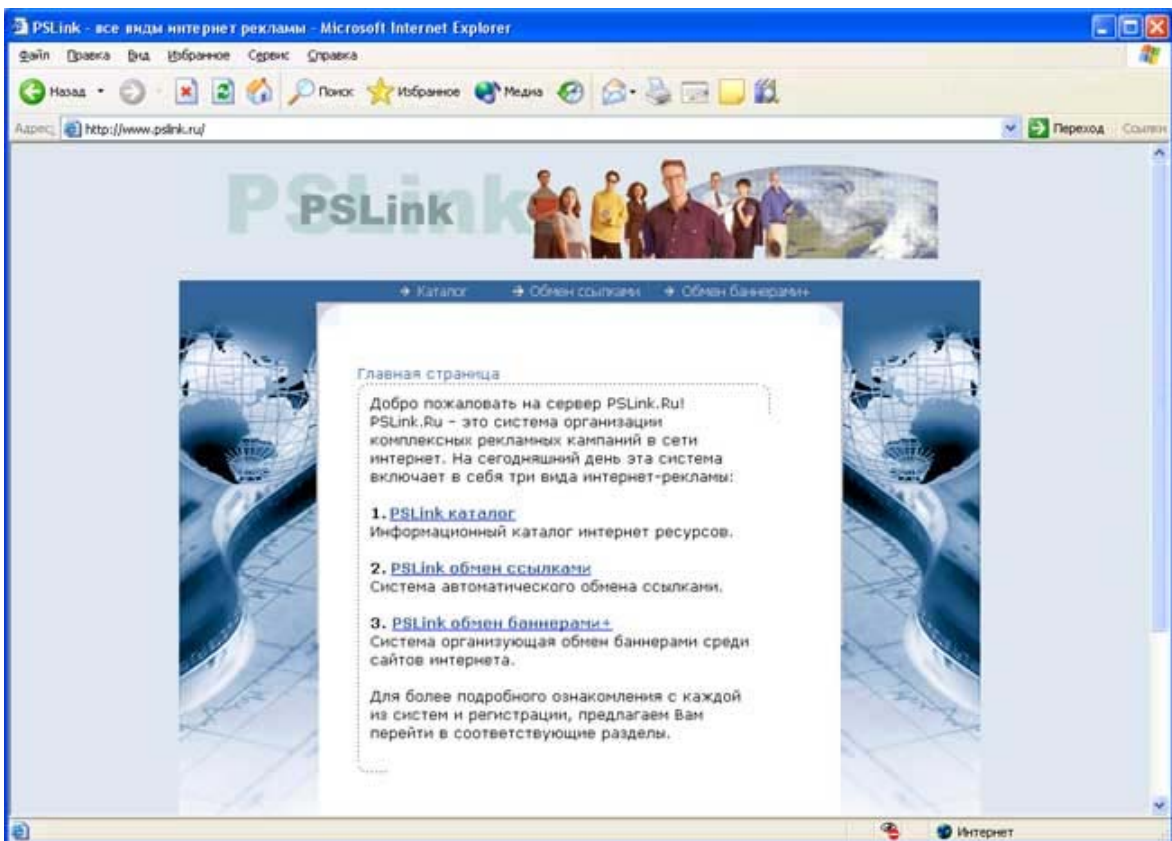 PSLink - все виды интернет рекламы - Microsoft Internet Explorer
Файл Правка Вид Избранное Сервис Справка
Назад Поиск Избранное Медиа
Адрес: http://www.pslink.ru/ Переход Ссылки
PSLink
PSLink
Каталог Обмен ссылками Обмен баннерами+
Главная страница
Добро пожаловать на сервер PSLink.Ru!
PSLink.Ru – это система организации
комплексных рекламных кампаний в сети
интернет. На сегодняшний день эта система
включает в себя три вида интернет-рекламы:
1. PSLink каталог
Информационный каталог интернет ресурсов.
2. PSLink обмен ссылками
Система автоматического обмена ссылками.
3. PSLink обмен баннерами+
Система организующая обмен баннерами среди
сайтов интернета.
Для более подробного ознакомления с каждой
из систем и регистрации, предлагаем Вам
перейти в соответствующие разделы.
Интернет